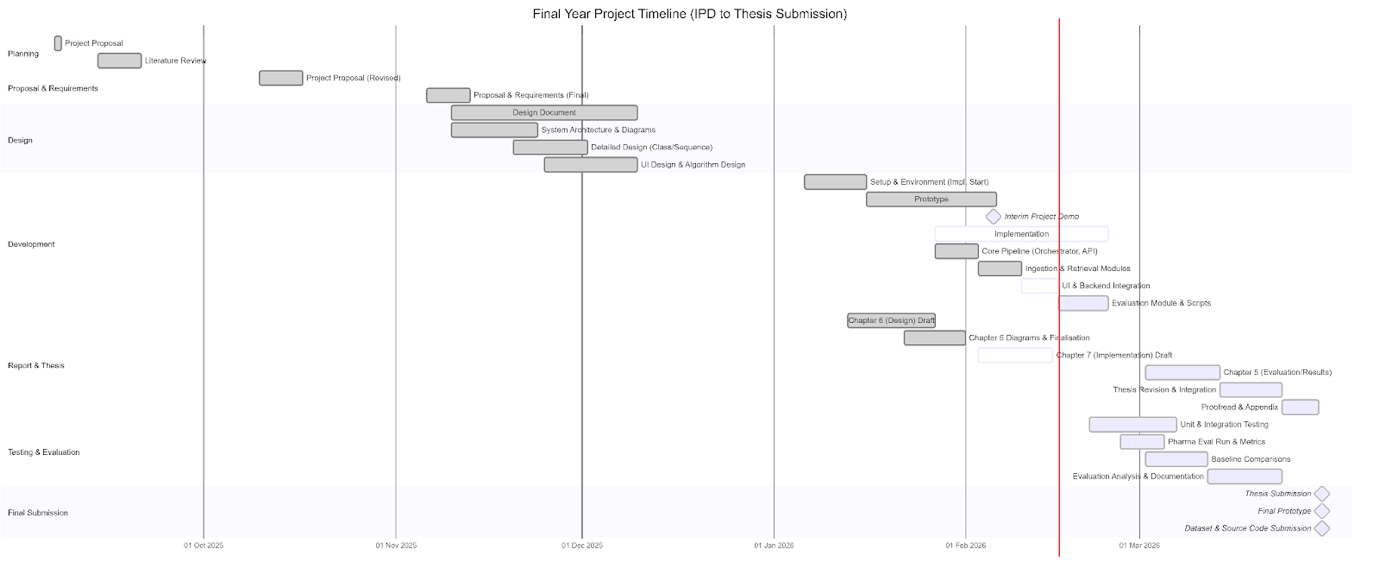 Final Year Project Timeline (IPD to Thesis Submission)
Planning
Project Proposal
Literature Review
Proposal & Requirements
Project Proposal (Revised)
Proposal & Requirements (Final)
Design
Design Document
System Architecture & Diagrams
Detailed Design (Class/Sequence)
UI Design & Algorithm Design
Development
Setup & Environment (Impl. Start)
Prototype
Interim Project Demo
Implementation
Core Pipeline (Orchestrator, API)
Ingestion & Retrieval Modules
UI & Backend Integration
Evaluation Module & Scripts
Report & Thesis
Chapter 6 (Design) Draft
Chapter 6 Diagrams & Finalisation
Chapter 7 (Implementation) Draft
Chapter 5 (Evaluation/Results)
Thesis Revision & Integration
Proofread & Appendix
Testing & Evaluation
Unit & Integration Testing
Pharma Eval Run & Metrics
Baseline Comparisons
Evaluation Analysis & Documentation
Final Submission
Thesis Submission
Final Prototype
Dataset & Source Code Submission
01 Oct 2025
01 Nov 2025
01 Dec 2025
01 Jan 2026
01 Feb 2026
01 Mar 2026